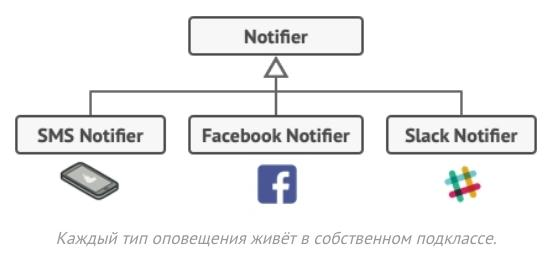 Notifier
SMS Notifier
Facebook Notifier
Slack Notifier
Каждый тип оповещения живёт в собственном подклассе.